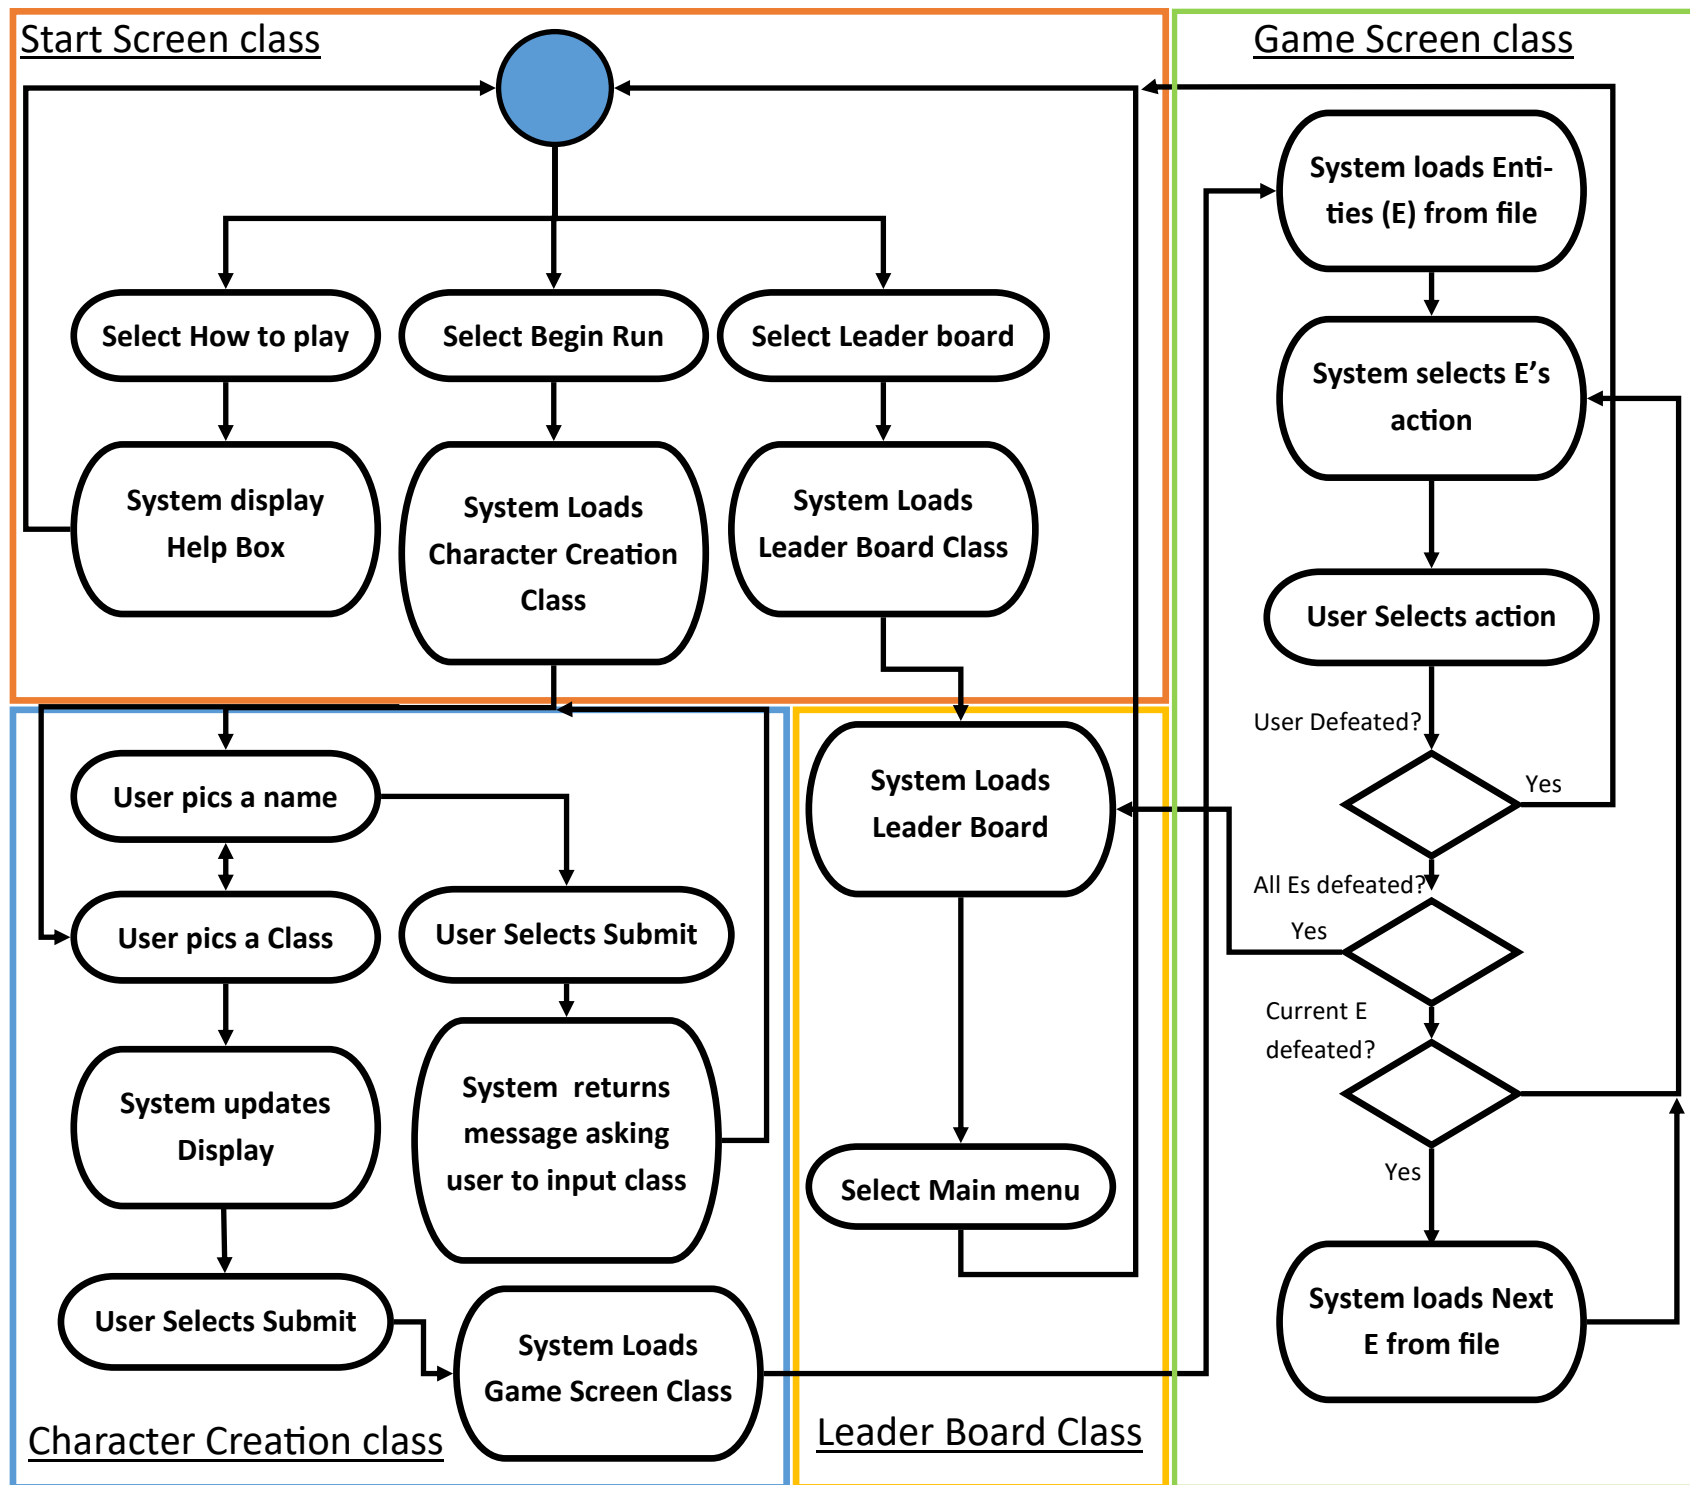 Start Screen class
Select How to play
Select Begin Run
Select Leader board
System display
Help Box
System Loads
Character Creation
Class
System Loads
Leader Board Class
User pics a name
User pics a Class
User Selects Submit
System updates
Display
System  returns
message asking
user to input class
User Selects Submit
System Loads
Game Screen Class
Character Creation class
System Loads
Leader Board
Select Main menu
Leader Board Class
Game Screen class
System loads Enti-
ties (E) from file
System selects E’s
action
User Selects action
User Defeated?
Yes
All Es defeated?
Yes
Current E
defeated?
Yes
System loads Next
E from file